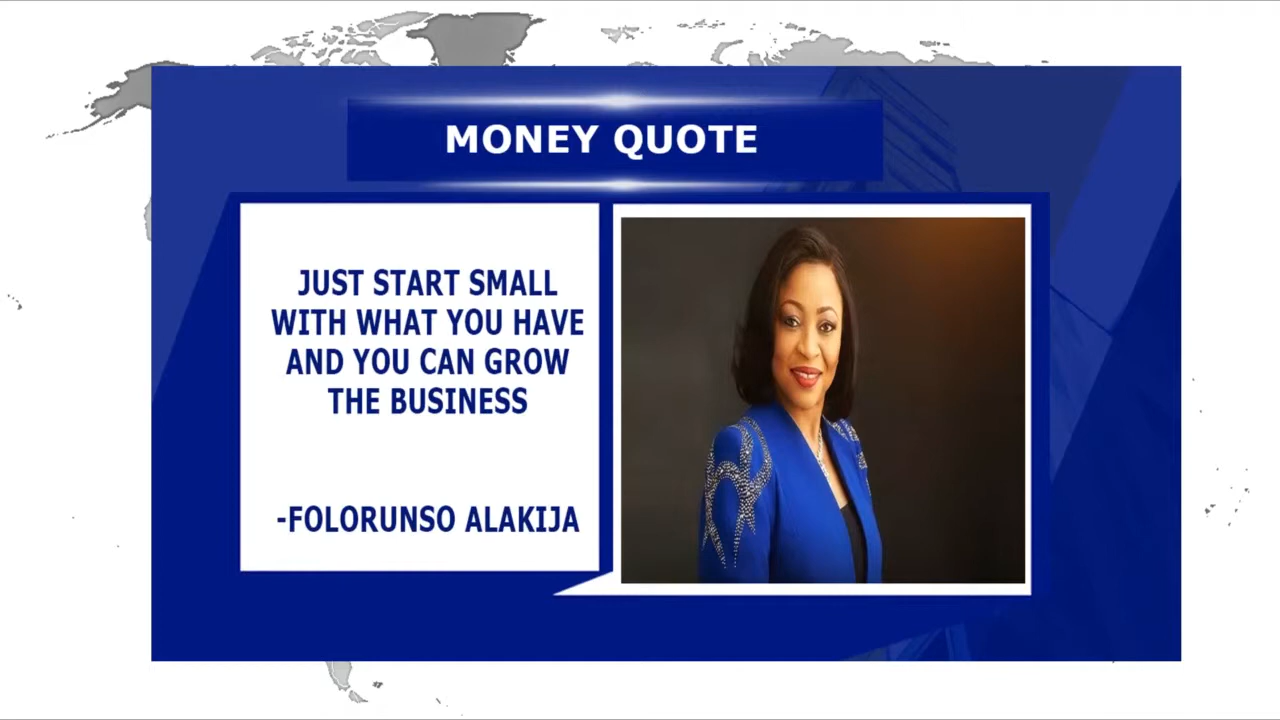 MONEY QUOTE
JUST START SMALL
WITH WHAT YOU HAVE
AND YOU CAN GROW
THE BUSINESS
-FOLORUNSO ALAKIJA